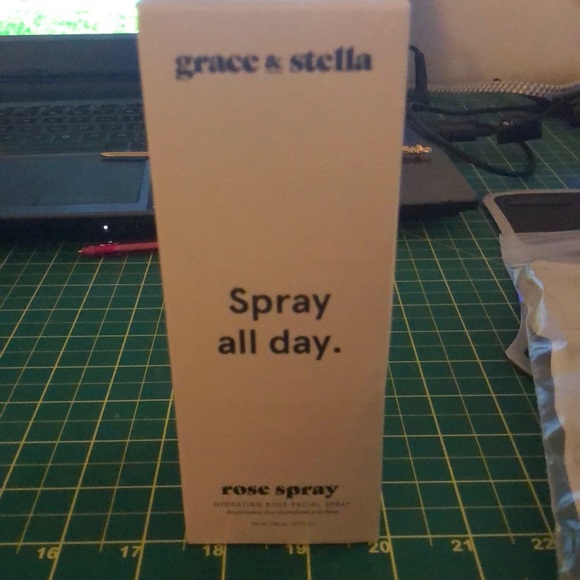 grace & stella
Spray
all day.
rose spray
HYDRATING ROSE FACIAL SPRAY
16 17 18 19 20 21 22